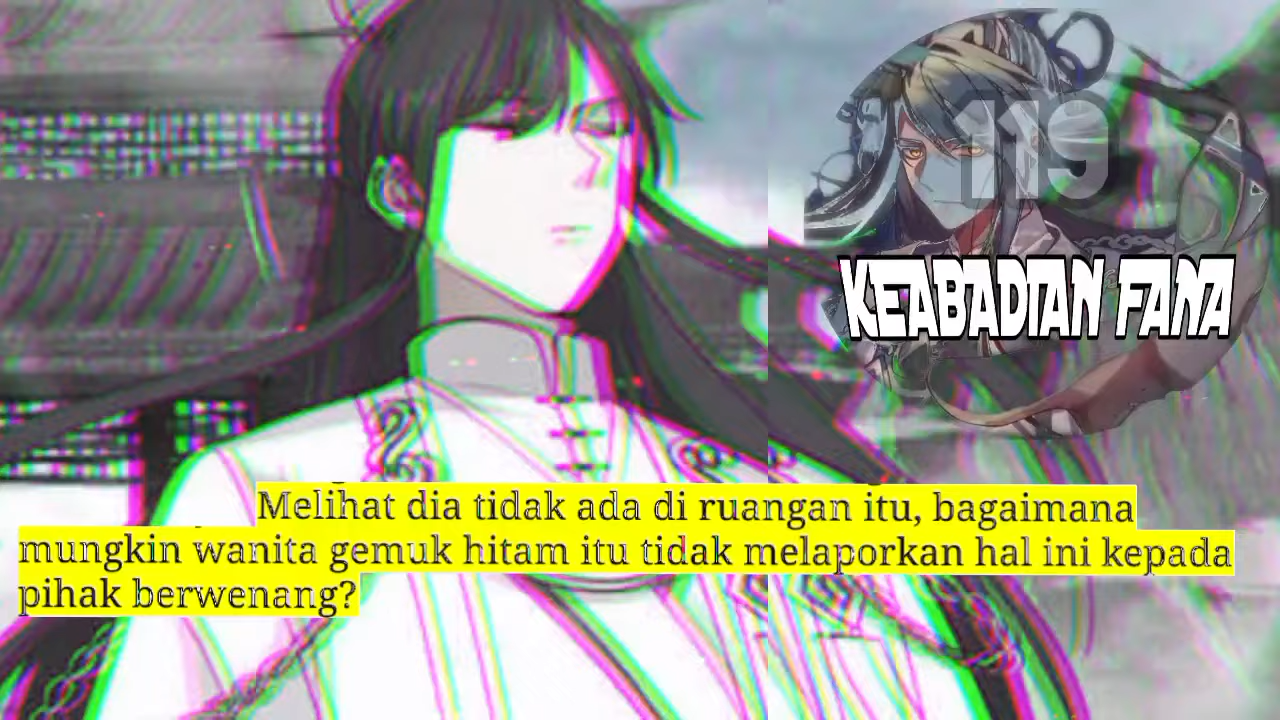 119
KEABADIAN FANA
Melihat dia tidak ada di ruangan itu, bagaimana
mungkin wanita gemuk hitam itu tidak melaporkan hal ini kepada
pihak berwenang?